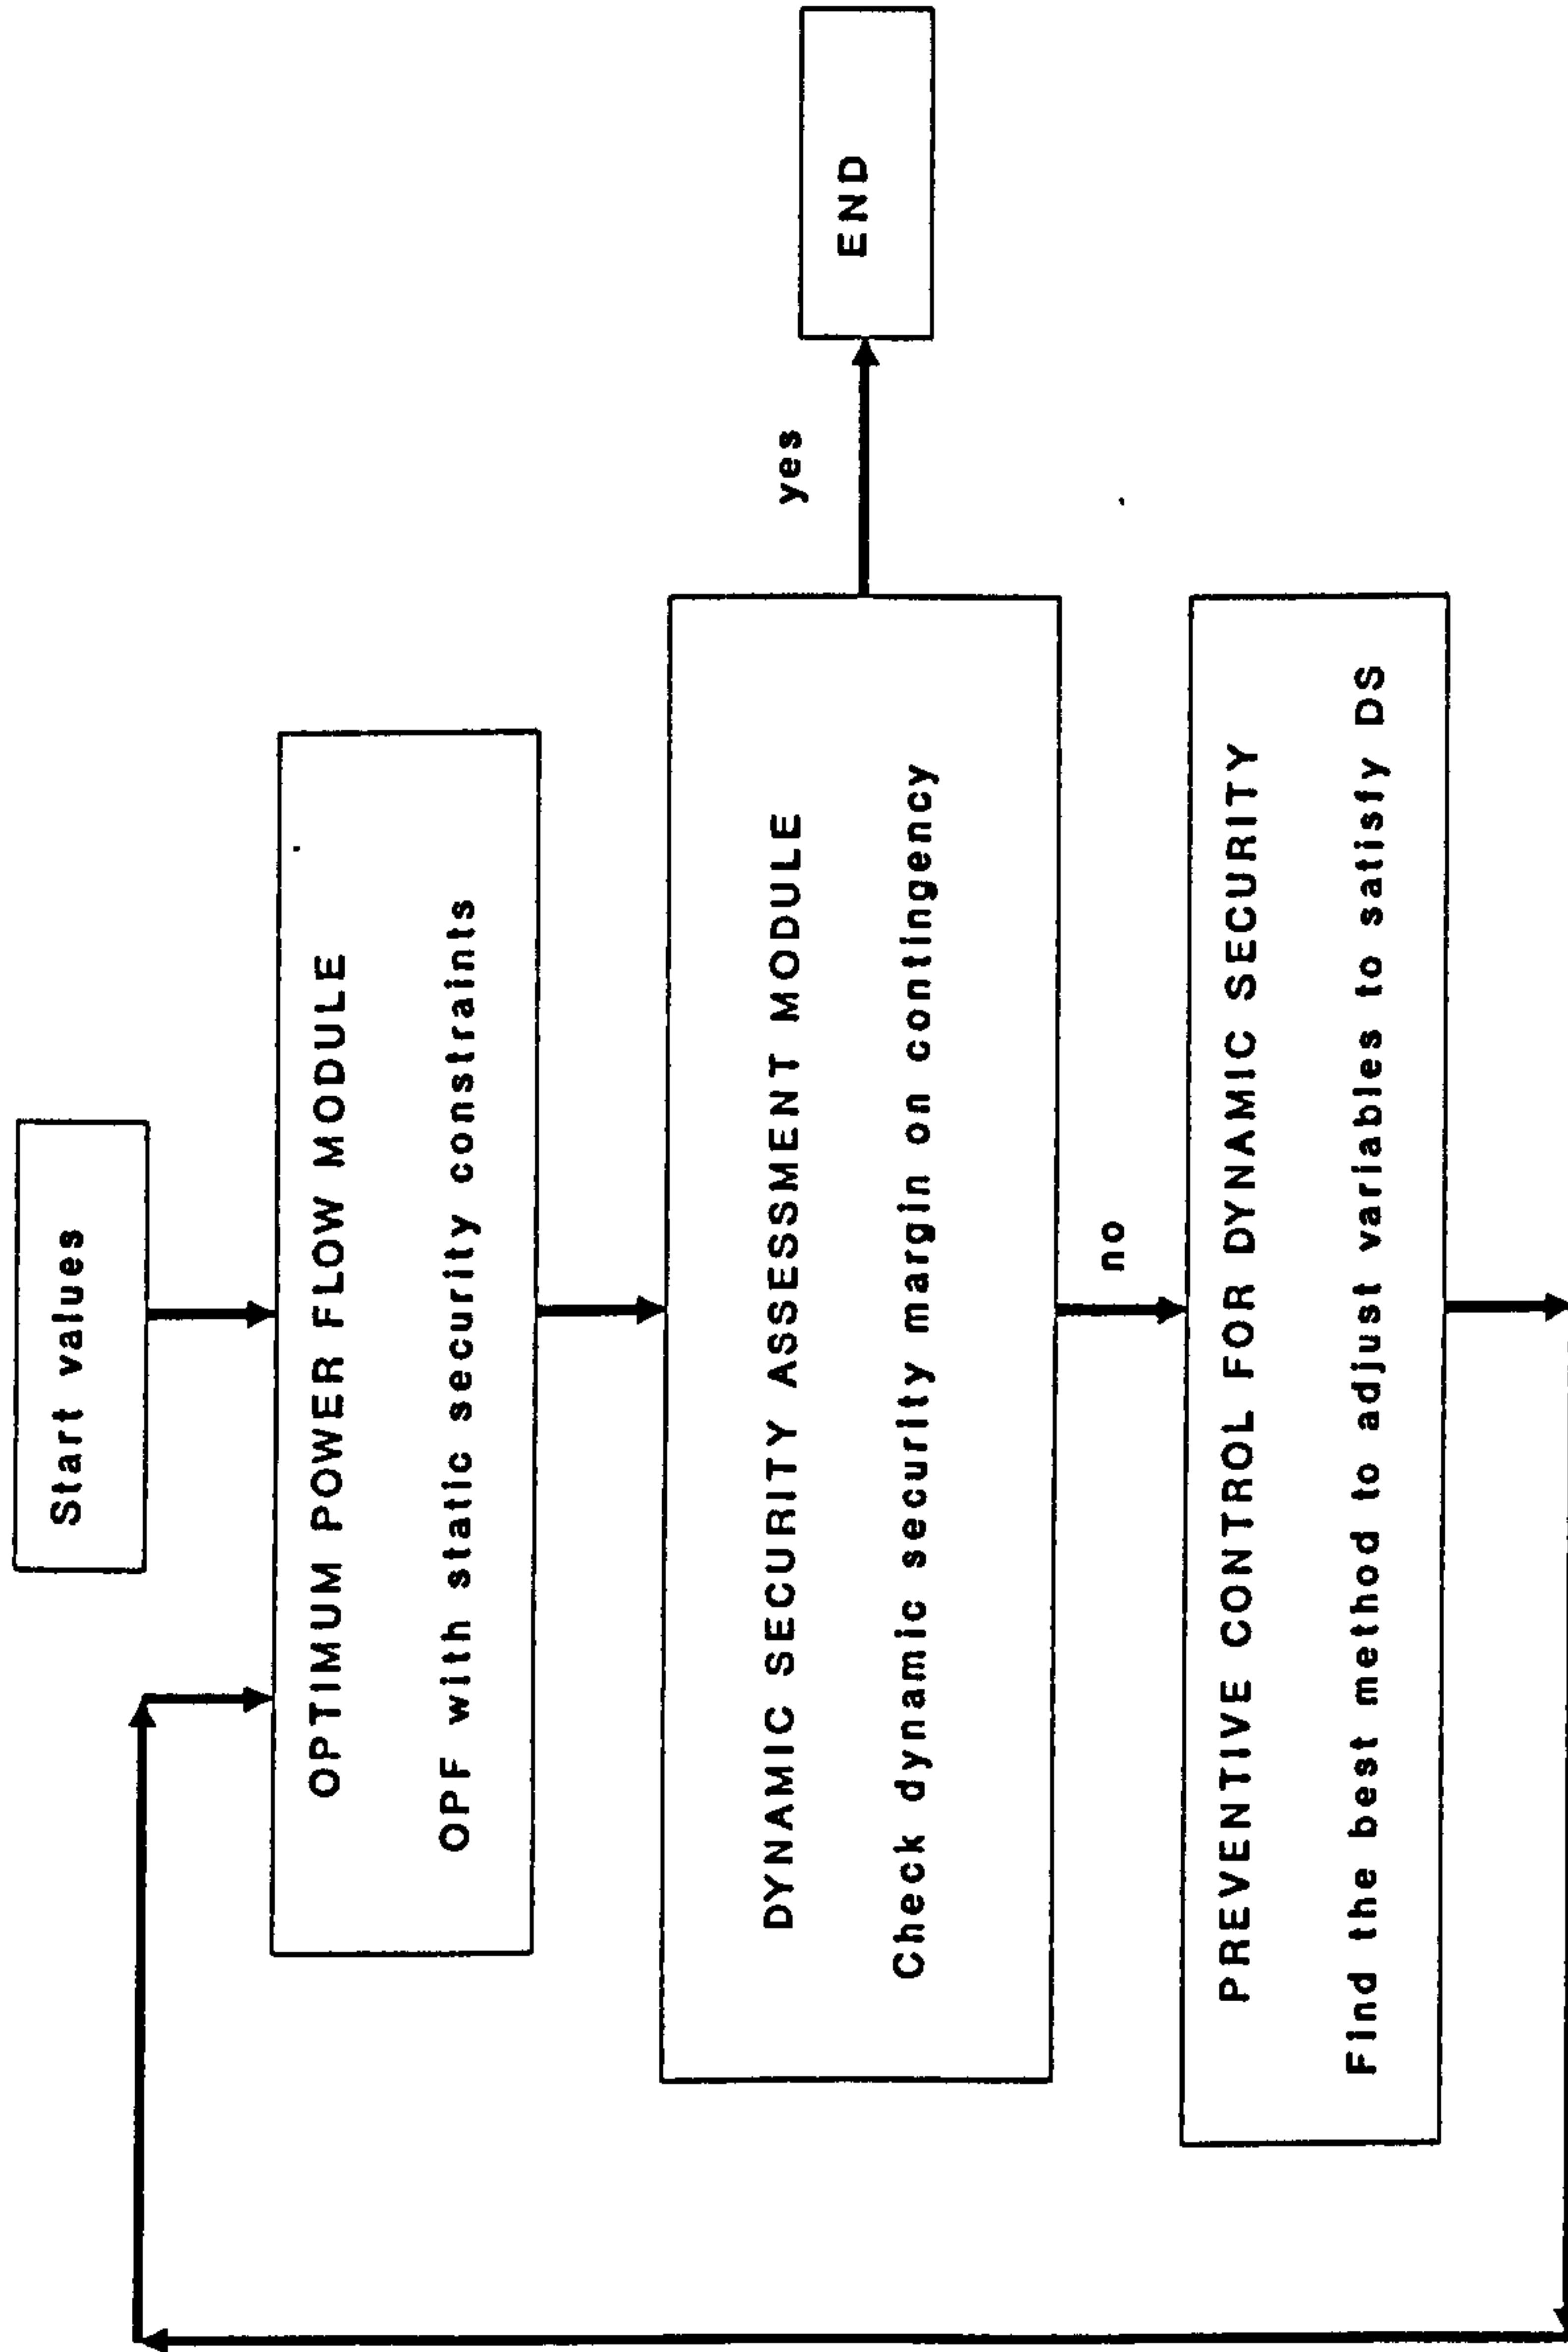 Start values
OPTIMUM POWER FLOW MODULE
OPF with static security constraints
DYNAMIC SECURITY ASSESSMENT MODULE
Check dynamic security margin on contingency
yes
END
no
PREVENTIVE CONTROL FOR DYNAMIC SECURITY
Find the best method to adjust variables to satisfy DS